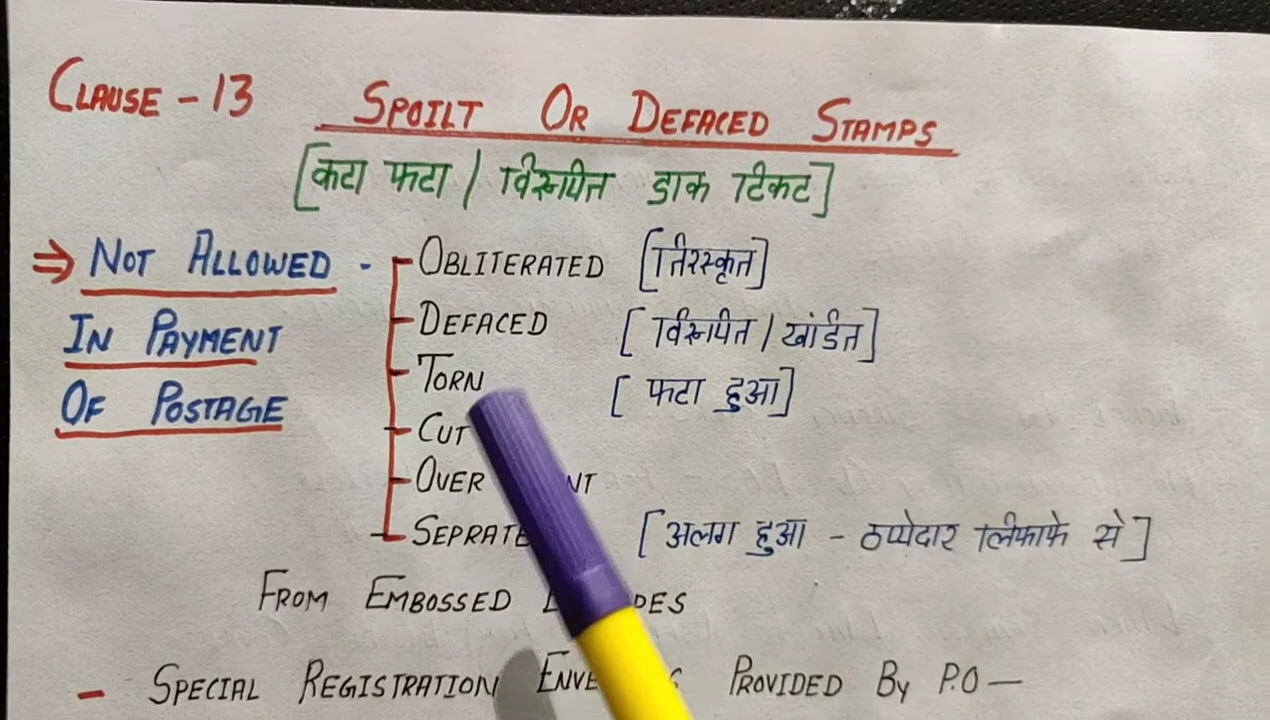 CLAUSE - 13 SPOILT OR DEFACED STAMPS
[कटा फटा / विरूपित डाक टिकट]
⇒ NOT ALLOWED - OBLITERATED [तिरस्कृत]
IN PAYMENT DEFACED [विरूपित / खंडित]
TORN [फटा हुआ]
OF POSTAGE CUT
OVER
[अलग हुआ - ठप्पेदार लिफाफे से]
FROM EMBOSSED
- SPECIAL REGISTRATION PROVIDED By P.O —